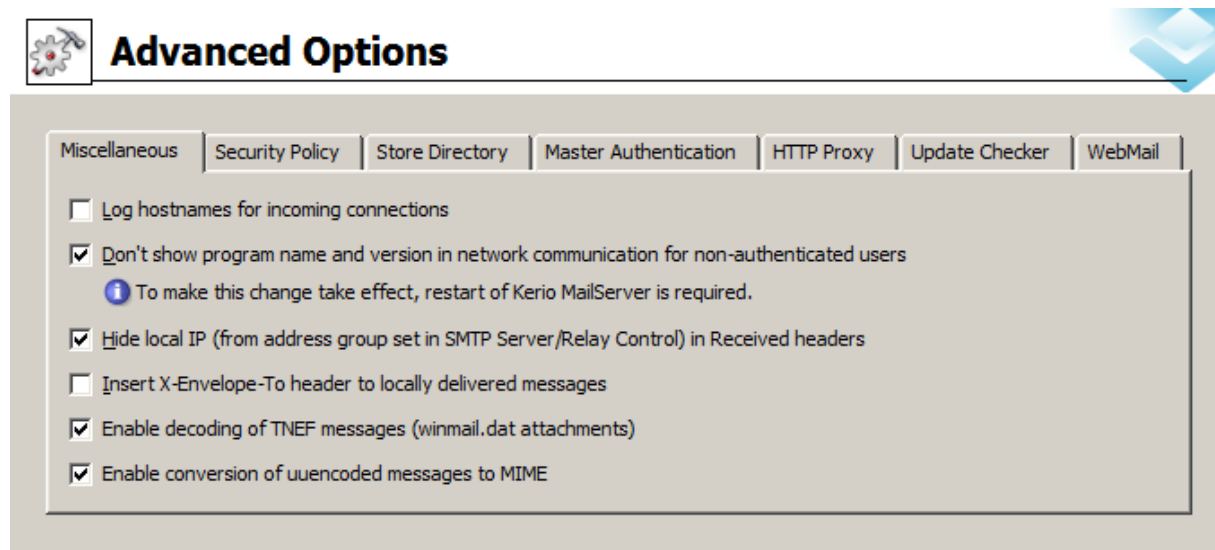 Advanced Options
Miscellaneous Security Policy Store Directory Master Authentication HTTP Proxy Update Checker WebMail
Log hostnames for incoming connections
Don't show program name and version in network communication for non-authenticated users
To make this change take effect, restart of Kerio MailServer is required.
Hide local IP (from address group set in SMTP Server/Relay Control) in Received headers
Insert X-Envelope-To header to locally delivered messages
Enable decoding of TNEF messages (winmail.dat attachments)
Enable conversion of uuencoded messages to MIME